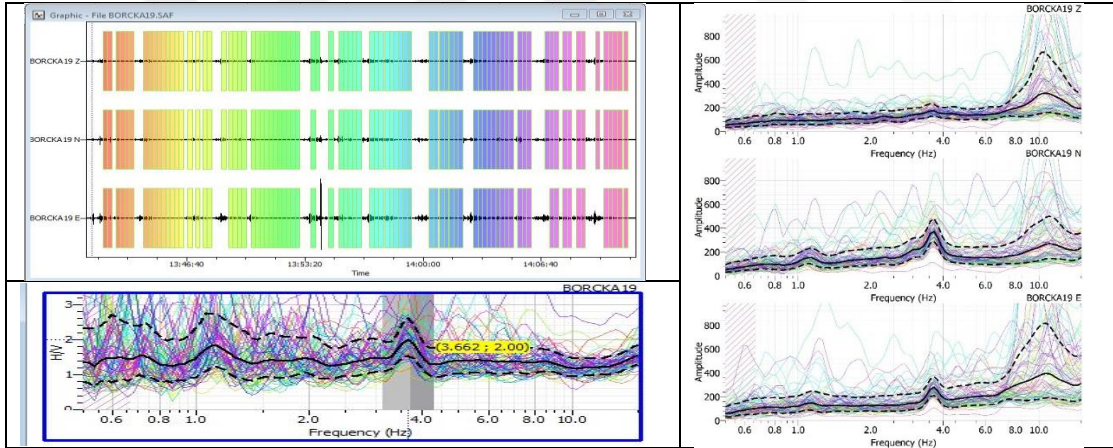 Graphic - File BORCKA19.SAF
BORCKA19 Z
BORCKA19 N
BORCKA19 E
13:46:40 13:53:20 14:00:00 14:06:40
Time
BORCKA19
H/V
3
2
1
0
(3.662 ; 2.00)
0.6 0.8 1.0 2.0 4.0 6.0 8.0 10.0
Frequency (Hz)
BORCKA19 Z
Amplitude
800
600
400
200
0
0.6 0.8 1.0 2.0 4.0 6.0 8.0 10.0
Frequency (Hz)
BORCKA19 N
Amplitude
800
600
400
200
0
0.6 0.8 1.0 2.0 4.0 6.0 8.0 10.0
Frequency (Hz)
BORCKA19 E
Amplitude
800
600
400
200
0
0.6 0.8 1.0 2.0 4.0 6.0 8.0 10.0
Frequency (Hz)